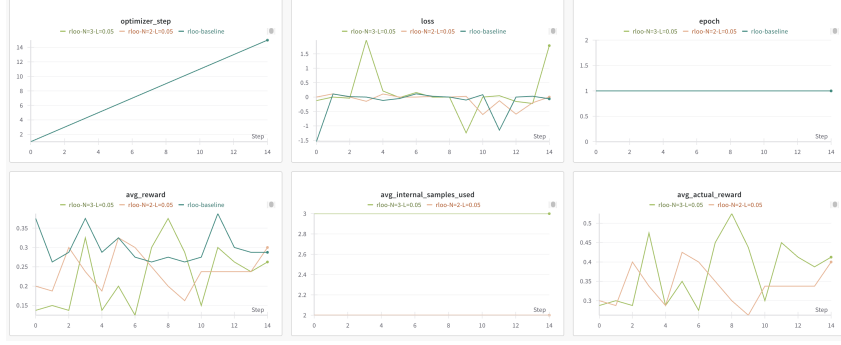 optimizer_step
rloo-N=3-L=0.05 rloo-N=2-L=0.05 rloo-baseline
14
12
10
8
6
4
2
Step
0 2 4 6 8 10 12 14
loss
rloo-N=3-L=0.05 rloo-N=2-L=0.05 rloo-baseline
1.5
1
0.5
0
-0.5
-1
-1.5
Step
0 2 4 6 8 10 12 14
epoch
rloo-N=3-L=0.05 rloo-N=2-L=0.05 rloo-baseline
2
1.5
1
0.5
0
Step
0 2 4 6 8 10 12 14
avg_reward
rloo-N=3-L=0.05 rloo-N=2-L=0.05 rloo-baseline
0.35
0.3
0.25
0.2
0.15
Step
0 2 4 6 8 10 12 14
avg_internal_samples_used
rloo-N=3-L=0.05 rloo-N=2-L=0.05
3
2.8
2.6
2.4
2.2
2
Step
0 2 4 6 8 10 12 14
avg_actual_reward
rloo-N=3-L=0.05 rloo-N=2-L=0.05
0.5
0.45
0.4
0.35
0.3
Step
0 2 4 6 8 10 12 14